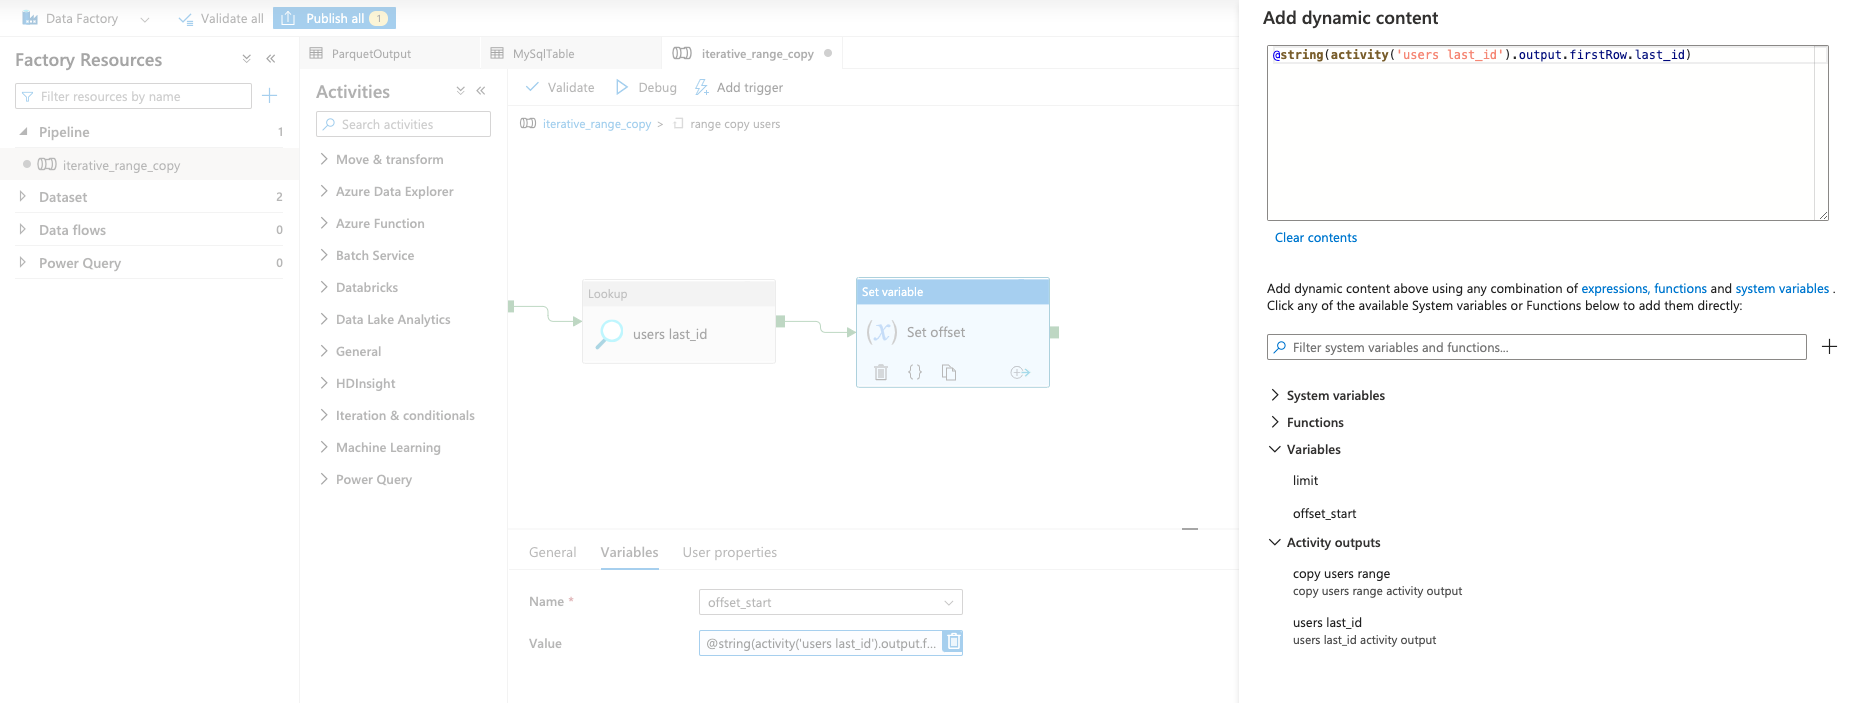 Data Factory
Validate all
Publish all 1
Factory Resources
Filter resources by name
Pipeline 1
iterative_range_copy
Dataset 2
Data flows 0
Power Query 0
ParquetOutput
MySqlTable
iterative_range_copy
Activities
Search activities
Move & transform
Azure Data Explorer
Azure Function
Batch Service
Databricks
Data Lake Analytics
General
HDInsight
Iteration & conditionals
Machine Learning
Power Query
Validate
Debug
Add trigger
iterative_range_copy > range copy users
Lookup
users last_id
Set variable
(x) Set offset
{}
General
Variables
User properties
Name * offset_start
Value @string(activity('users last_id').output.f...
Add dynamic content
@string(activity('users last_id').output.firstRow.last_id)
Clear contents
Add dynamic content above using any combination of expressions, functions and system variables .
Click any of the available System variables or Functions below to add them directly:
Filter system variables and functions...
System variables
Functions
Variables
limit
offset_start
Activity outputs
copy users range
copy users range activity output
users last_id
users last_id activity output